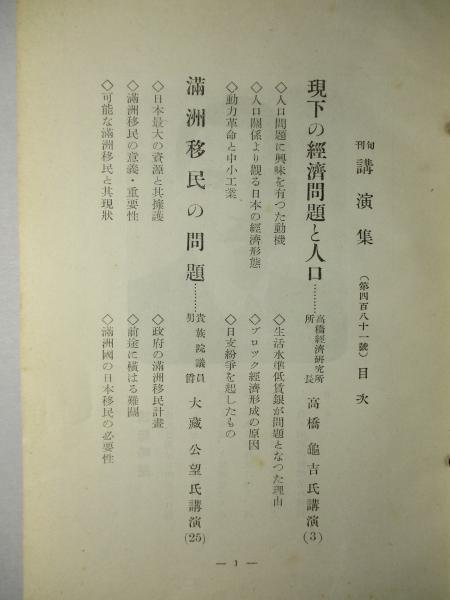 旬刊 講演集 （第四百八十一號） 目次
現下の經濟問題と人口………高橋經濟研究所所長 高橋龜吉氏講演(3)
◇人口問題に興味を有つた動機
◇生活水準低賃銀が問題となつた理由
◇人口關係より觀る日本の經濟形態
◇ブロック經濟形成の原因
◇動力革命と中小工業
◇日支紛爭を起したもの
滿洲移民の問題………貴族院議員男爵 大藏公望氏講演(25)
◇日本最大の資源と其擁護
◇政府の滿洲移民計畫
◇滿洲移民の意義・重要性
◇前途に橫はる難關
◇可能な滿洲移民と其現狀
◇滿洲國の日本移民の必要性
— 1 —